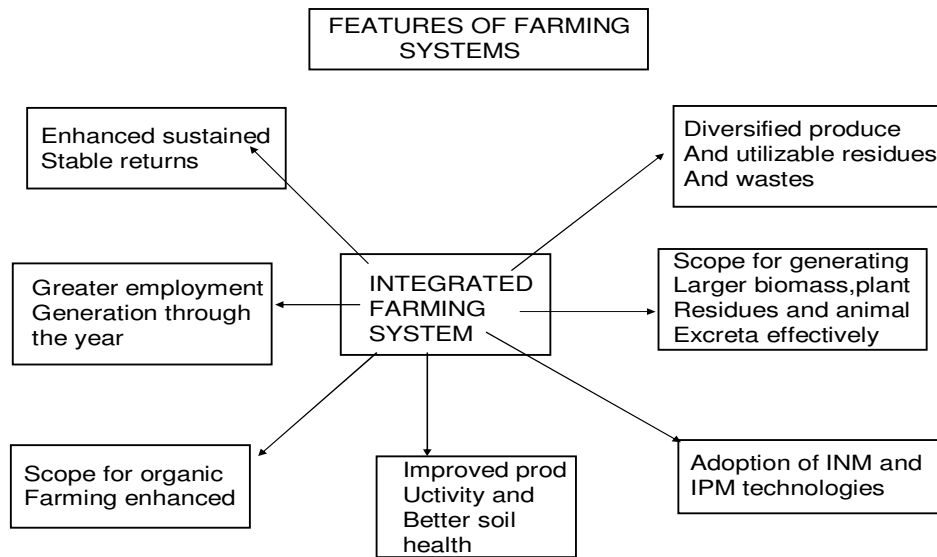 FEATURES OF FARMING
SYSTEMS
Enhanced sustained
Stable returns
Diversified produce
And utilizable residues
And wastes
Greater employment
Generation through
the year
INTEGRATED
FARMING
SYSTEM
Scope for generating
Larger biomass,plant
Residues and animal
Excreta effectively
Scope for organic
Farming enhanced
Improved prod
Uctivity and
Better soil
health
Adoption of INM and
IPM technologies